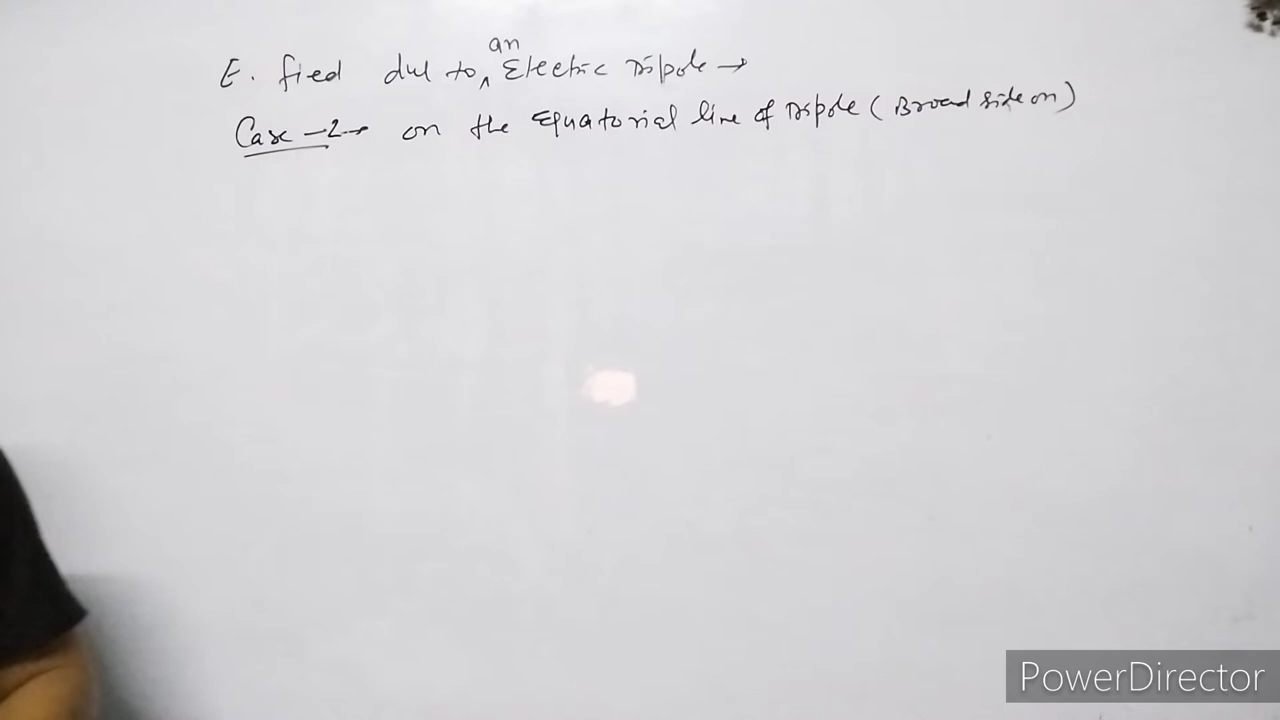 E. fied due to an Electric Dipole →
Case-2→ on the Equatorial line of Dipole (Broad side on)
PowerDirector